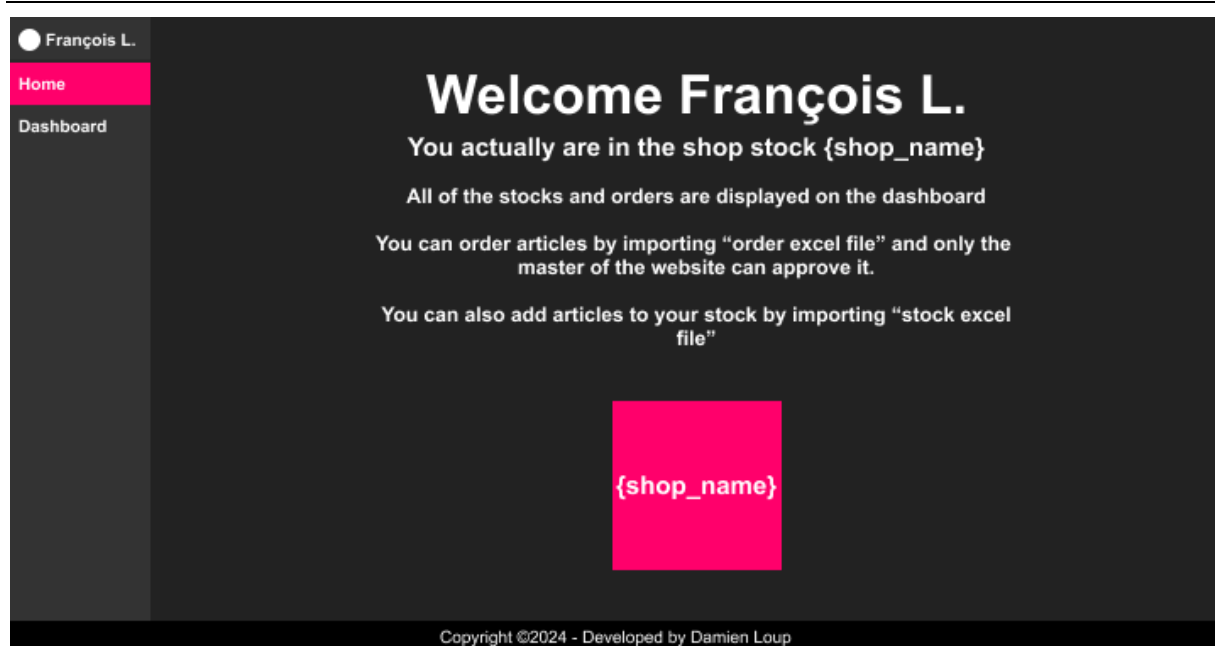 François L.
Home
Dashboard
Welcome François L.
You actually are in the shop stock {shop_name}
All of the stocks and orders are displayed on the dashboard
You can order articles by importing “order excel file” and only the
master of the website can approve it.
You can also add articles to your stock by importing “stock excel
file”
{shop_name}
Copyright ©2024 - Developed by Damien Loup